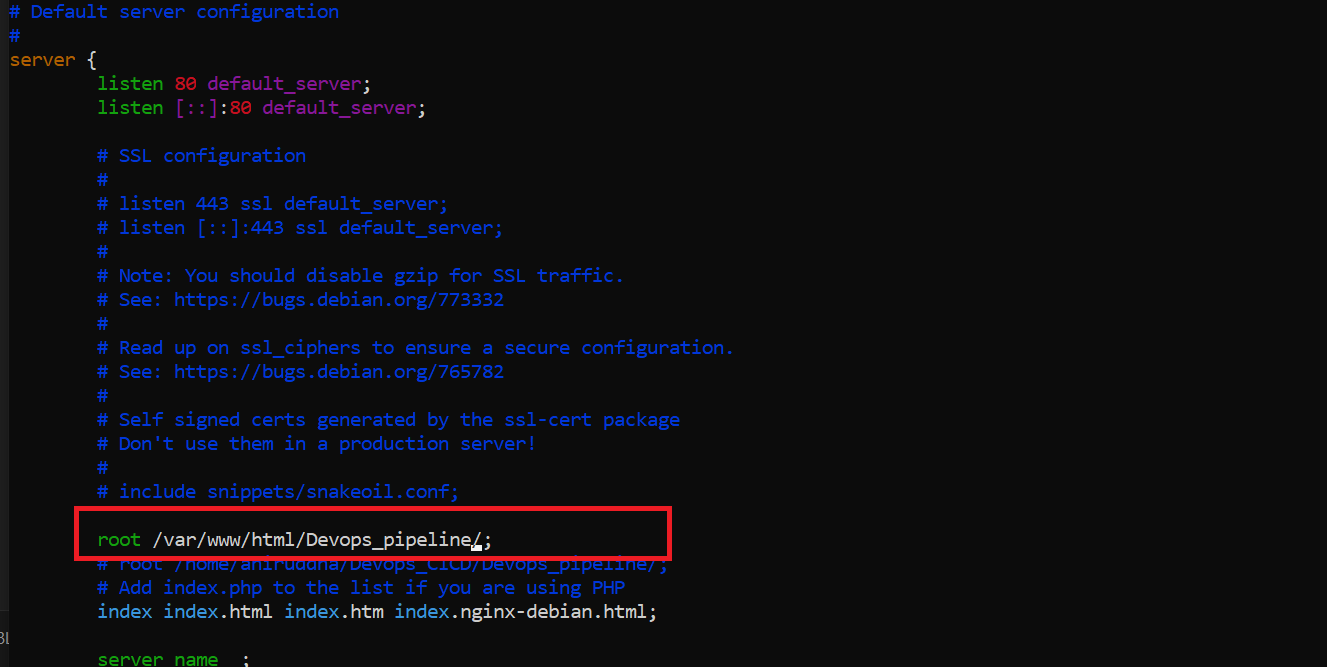 # Default server configuration
#
server {
listen 80 default_server;
listen [::]:80 default_server;
# SSL configuration
#
# listen 443 ssl default_server;
# listen [::]:443 ssl default_server;
#
# Note: You should disable gzip for SSL traffic.
# See: https://bugs.debian.org/773332
#
# Read up on ssl_ciphers to ensure a secure configuration.
# See: https://bugs.debian.org/765782
#
# Self signed certs generated by the ssl-cert package
# Don't use them in a production server!
#
# include snippets/snakeoil.conf;
root /var/www/html/Devops_pipeline/;
# root /home/aniruddha/Devops_CICD/Devops_pipeline/;
# Add index.php to the list if you are using PHP
index index.html index.htm index.nginx-debian.html;
server_name _;